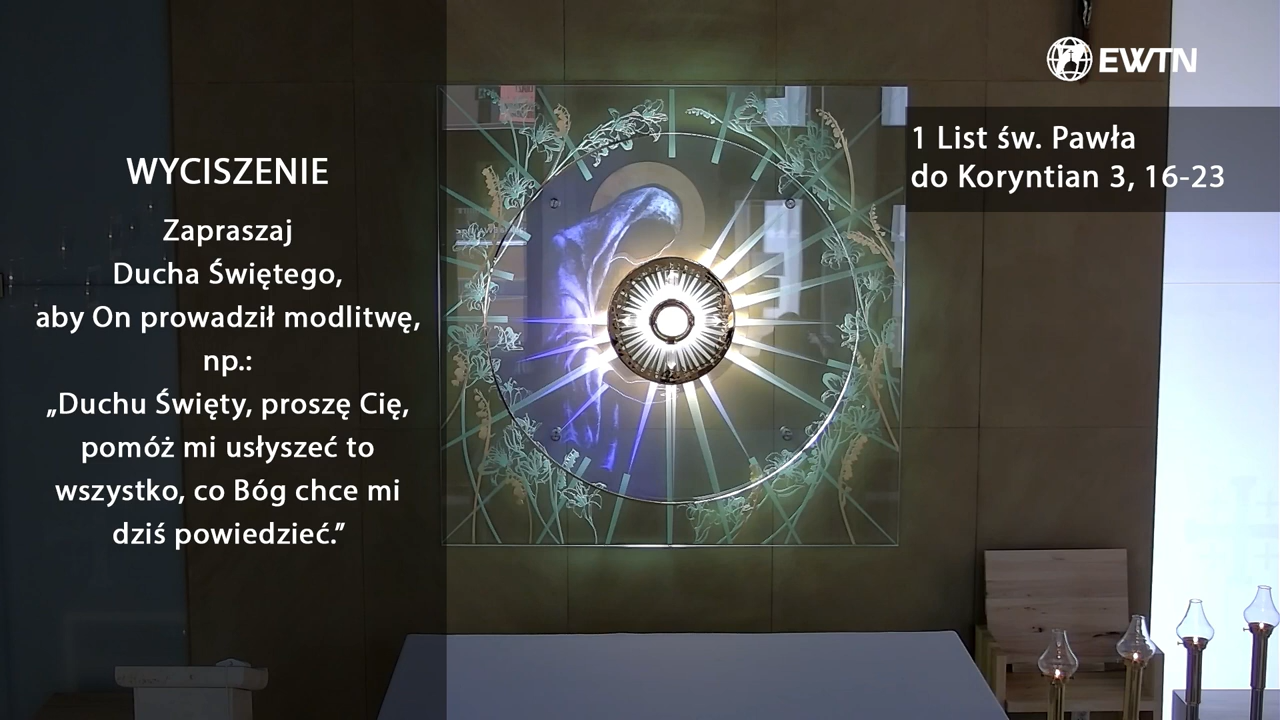 EWTN
1 List św. Pawła
do Koryntian 3, 16-23
WYCISZENIE
Zapraszaj
Ducha Świętego,
aby On prowadził modlitwę,
np.:
„Duchu Święty, proszę Cię,
pomóż mi usłyszeć to
wszystko, co Bóg chce mi
dziś powiedzieć.”